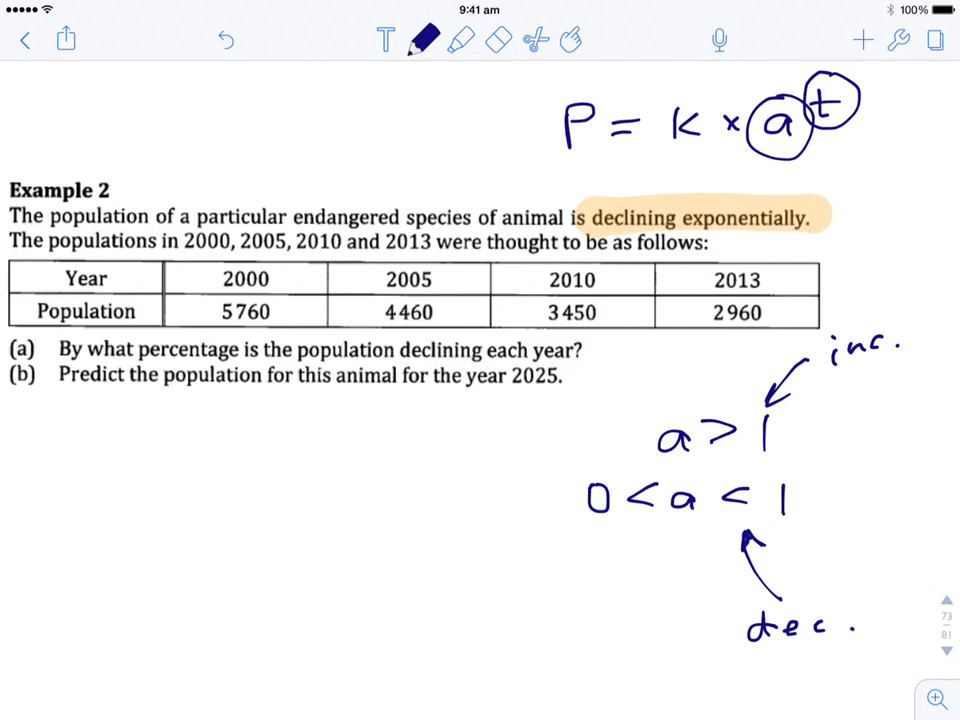 9:41 am
100%
T
P = K × a^t
Example 2
The population of a particular endangered species of animal is declining exponentially.
The populations in 2000, 2005, 2010 and 2013 were thought to be as follows:
Year 2000 2005 2010 2013
Population 5760 4460 3450 2960
(a) By what percentage is the population declining each year?
(b) Predict the population for this animal for the year 2025.
inc.
a > 1
0 < a < 1
dec.
73
81